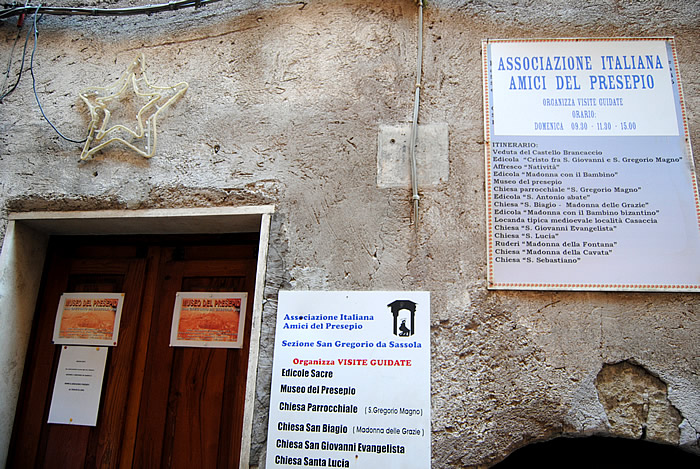 ASSOCIAZIONE ITALIANA
AMICI DEL PRESEPIO
ORGANIZZA VISITE GUIDATE
ORARIO:
DOMENICA 09.30 - 11.30 - 15.00
ITINERARIO:
Veduta del Castello Brancaccio
Edicola "Cristo fra S. Giovanni e S. Gregorio Magno"
Affresco "Natività"
Edicola "Madonna con il Bambino"
Museo del presepio
Chiesa parrocchiale "S. Gregorio Magno"
Edicola "S. Antonio abate"
Chiesa "S. Biagio - Madonna delle Grazie"
Edicola "Madonna con il Bambino bizantino"
Locanda tipica medioevale località Casaccia
Chiesa "S. Giovanni Evangelista"
Chiesa "S. Lucia"
Ruderi "Madonna della Fontana"
Chiesa "Madonna della Cavata"
Chiesa "S. Sebastiano"
MUSEO DEL PRESEPIO
MUSEO DEL PRESEPIO
Associazione Italiana
Amici del Presepio
Sezione San Gregorio da Sassola
Organizza VISITE GUIDATE
Edicole Sacre
Museo del Presepio
Chiesa Parrocchiale ( S.Gregorio Magno )
Chiesa San Biagio ( Madonna delle Grazie )
Chiesa San Giovanni Evangelista
Chiesa Santa Lucia